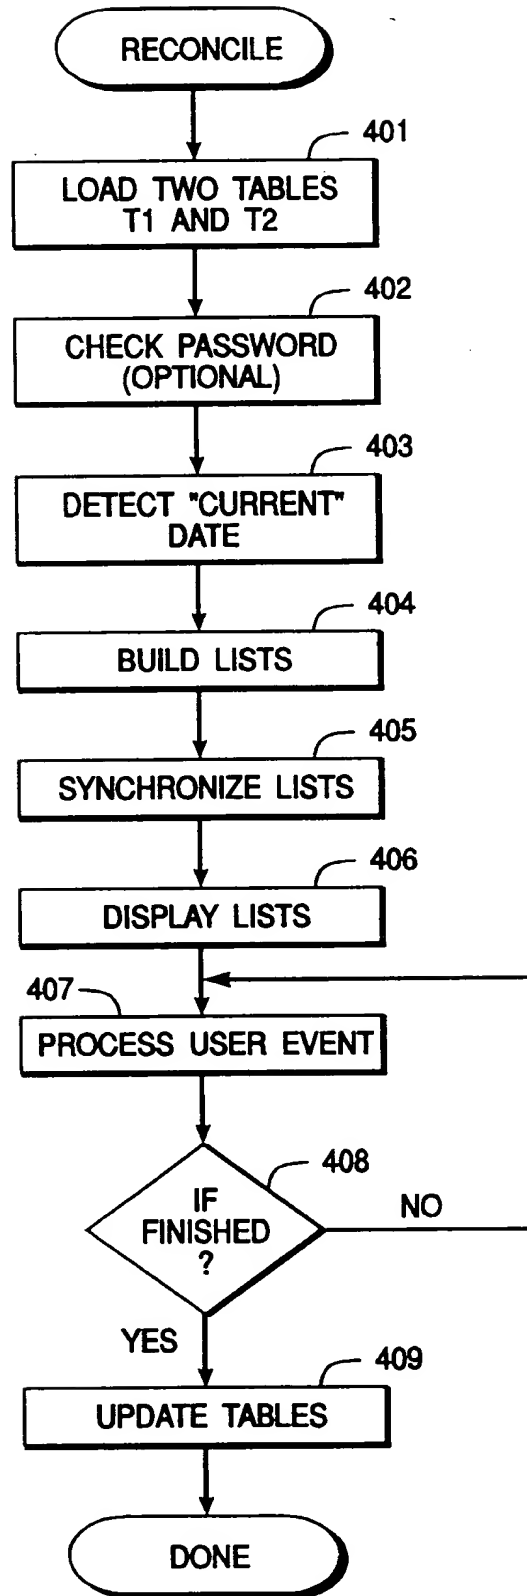 RECONCILE
401
LOAD TWO TABLES
T1 AND T2
402
CHECK PASSWORD
(OPTIONAL)
403
DETECT "CURRENT"
DATE
404
BUILD LISTS
405
SYNCHRONIZE LISTS
406
DISPLAY LISTS
407
PROCESS USER EVENT
408
IF
FINISHED
?
NO
YES
409
UPDATE TABLES
DONE